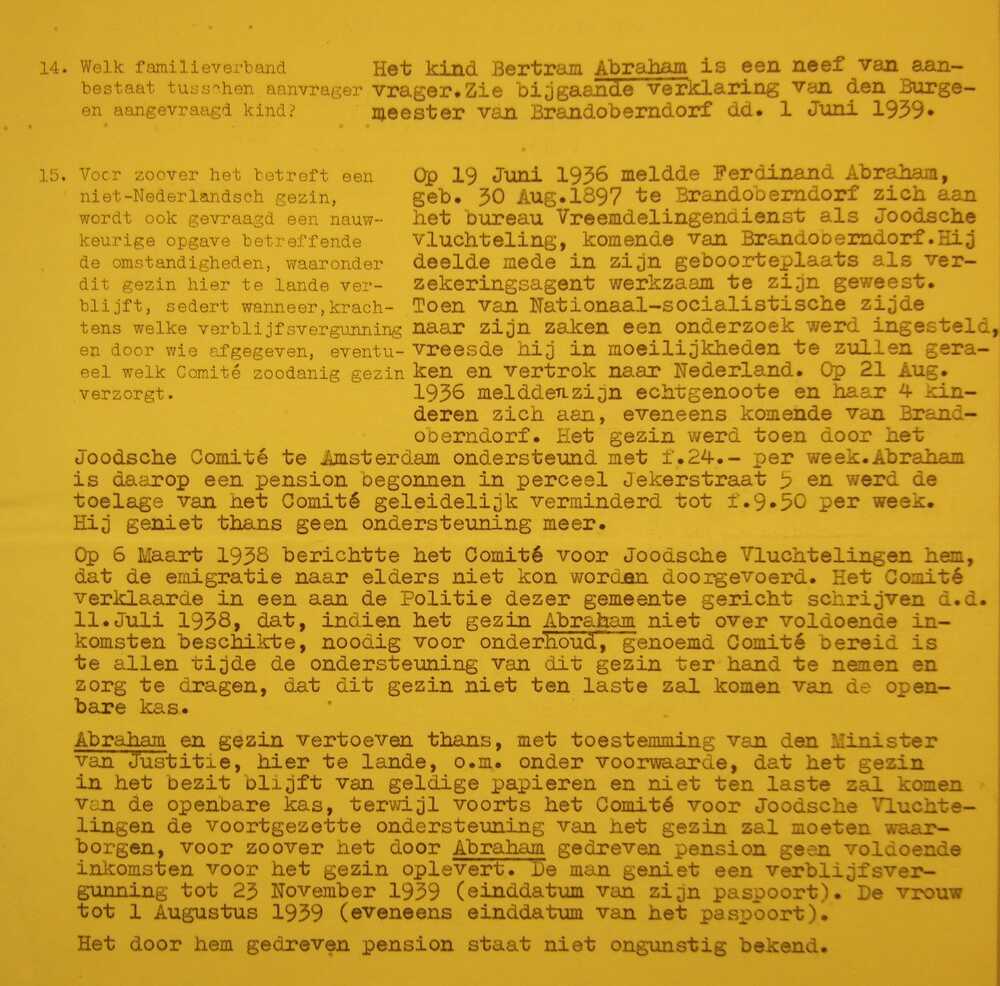 14. Welk familieverband
bestaat tusschen aanvrager
en aangevraagd kind?
Het kind Bertram Abraham is een neef van aan-
vrager.Zie bijgaande verklaring van den Burge-
meester van Brandoberndorf dd. 1 Juni 1939.
15. Voor zoover het betreft een
niet-Nederlandsch gezin,
wordt ook gevraagd een nauw-
keurige opgave betreffende
de omstandigheden, waaronder
dit gezin hier te lande ver-
blijft, sedert wanneer,krach-
tens welke verblijfsvergunning
en door wie afgegeven, eventu-
eel welk Comité zoodanig gezin
verzorgt.
Op 19 Juni 1936 meldde Ferdinand Abraham,
geb. 30 Aug.1897 te Brandoberndorf zich aan
het bureau Vreemdelingendienst als Joodsche
vluchteling, komende van Brandoberndorf.Hij
deelde mede in zijn geboorteplaats als ver-
zekeringsagent werkzaam te zijn geweest.
Toen van Nationaal-socialistische zijde
naar zijn zaken een onderzoek werd ingesteld,
vreesde hij in moeilijkheden te zullen gera-
ken en vertrok naar Nederland. Op 21 Aug.
1936 meldden zijn echtgenoote en haar 4 kin-
deren zich aan, eveneens komende van Brand-
oberndorf. Het gezin werd toen door het
Joodsche Comité te Amsterdam ondersteund met f.24.- per week.Abraham
is daarop een pension begonnen in perceel Jekerstraat 5 en werd de
toelage van het Comité geleidelijk verminderd tot f.9.50 per week.
Hij geniet thans geen ondersteuning meer.
Op 6 Maart 1938 berichtte het Comité voor Joodsche Vluchtelingen hem,
dat de emigratie naar elders niet kon worden doorgevoerd. Het Comité
verklaarde in een aan de Politie dezer gemeente gericht schrijven d.d.
11.Juli 1938, dat, indien het gezin Abraham niet over voldoende in-
komsten beschikte, noodig voor onderhoud, genoemd Comité bereid is
te allen tijde de ondersteuning van dit gezin ter hand te nemen en
zorg te dragen, dat dit gezin niet ten laste zal komen van de open-
bare kas.
Abraham en gezin vertoeven thans, met toestemming van den Minister
van Justitie, hier te lande, o.m. onder voorwaarde, dat het gezin
in het bezit blijft van geldige papieren en niet ten laste zal komen
van de openbare kas, terwijl voorts het Comité voor Joodsche Vluchte-
lingen de voortgezette ondersteuning van het gezin zal moeten waar-
borgen, voor zoover het door Abraham gedreven pension geen voldoende
inkomsten voor het gezin oplevert. De man geniet een verblijfsver-
gunning tot 23 November 1939 (einddatum van zijn paspoort). De vrouw
tot 1 Augustus 1939 (eveneens einddatum van het paspoort).
Het door hem gedreven pension staat niet ongunstig bekend.